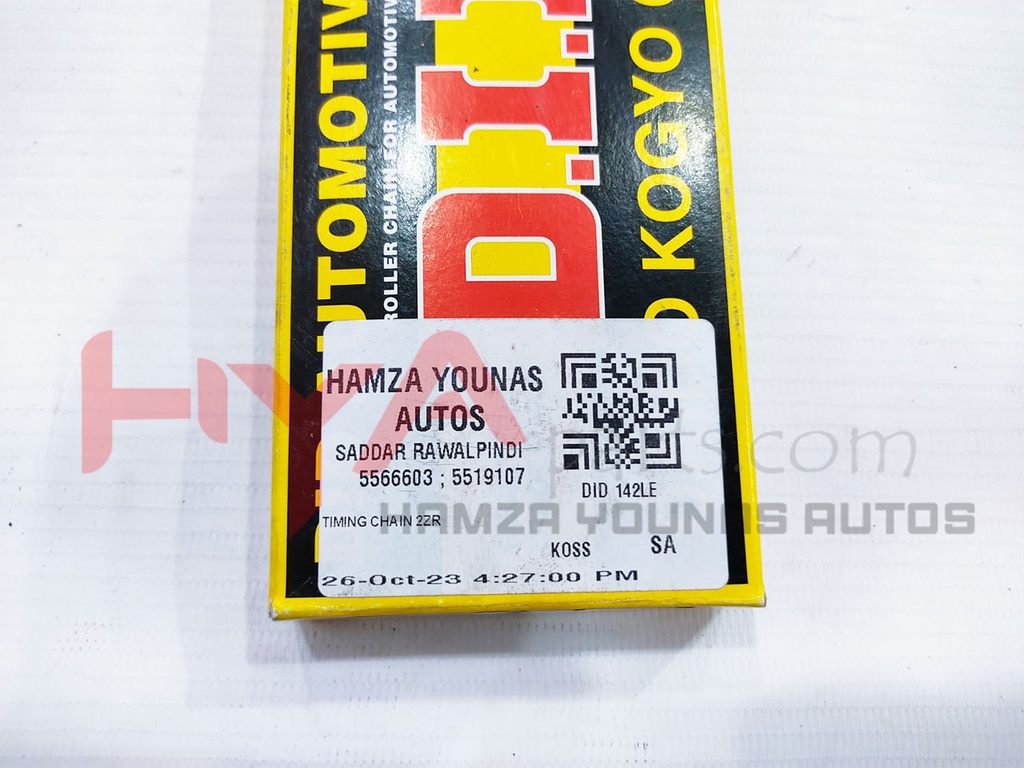 AUTOMOTIV
ROLLER CHAIN FOR AUTOMOTIV
D.I.
KOGYO
HAMZA YOUNAS
AUTOS
SADDAR RAWALPINDI
5566603 ; 5519107
DID 142LE
TIMING CHAIN 2ZR
KOSS SA
26-Oct-23 4:27:00 PM
HYA
parts.com
HAMZA YOUNAS AUTOS